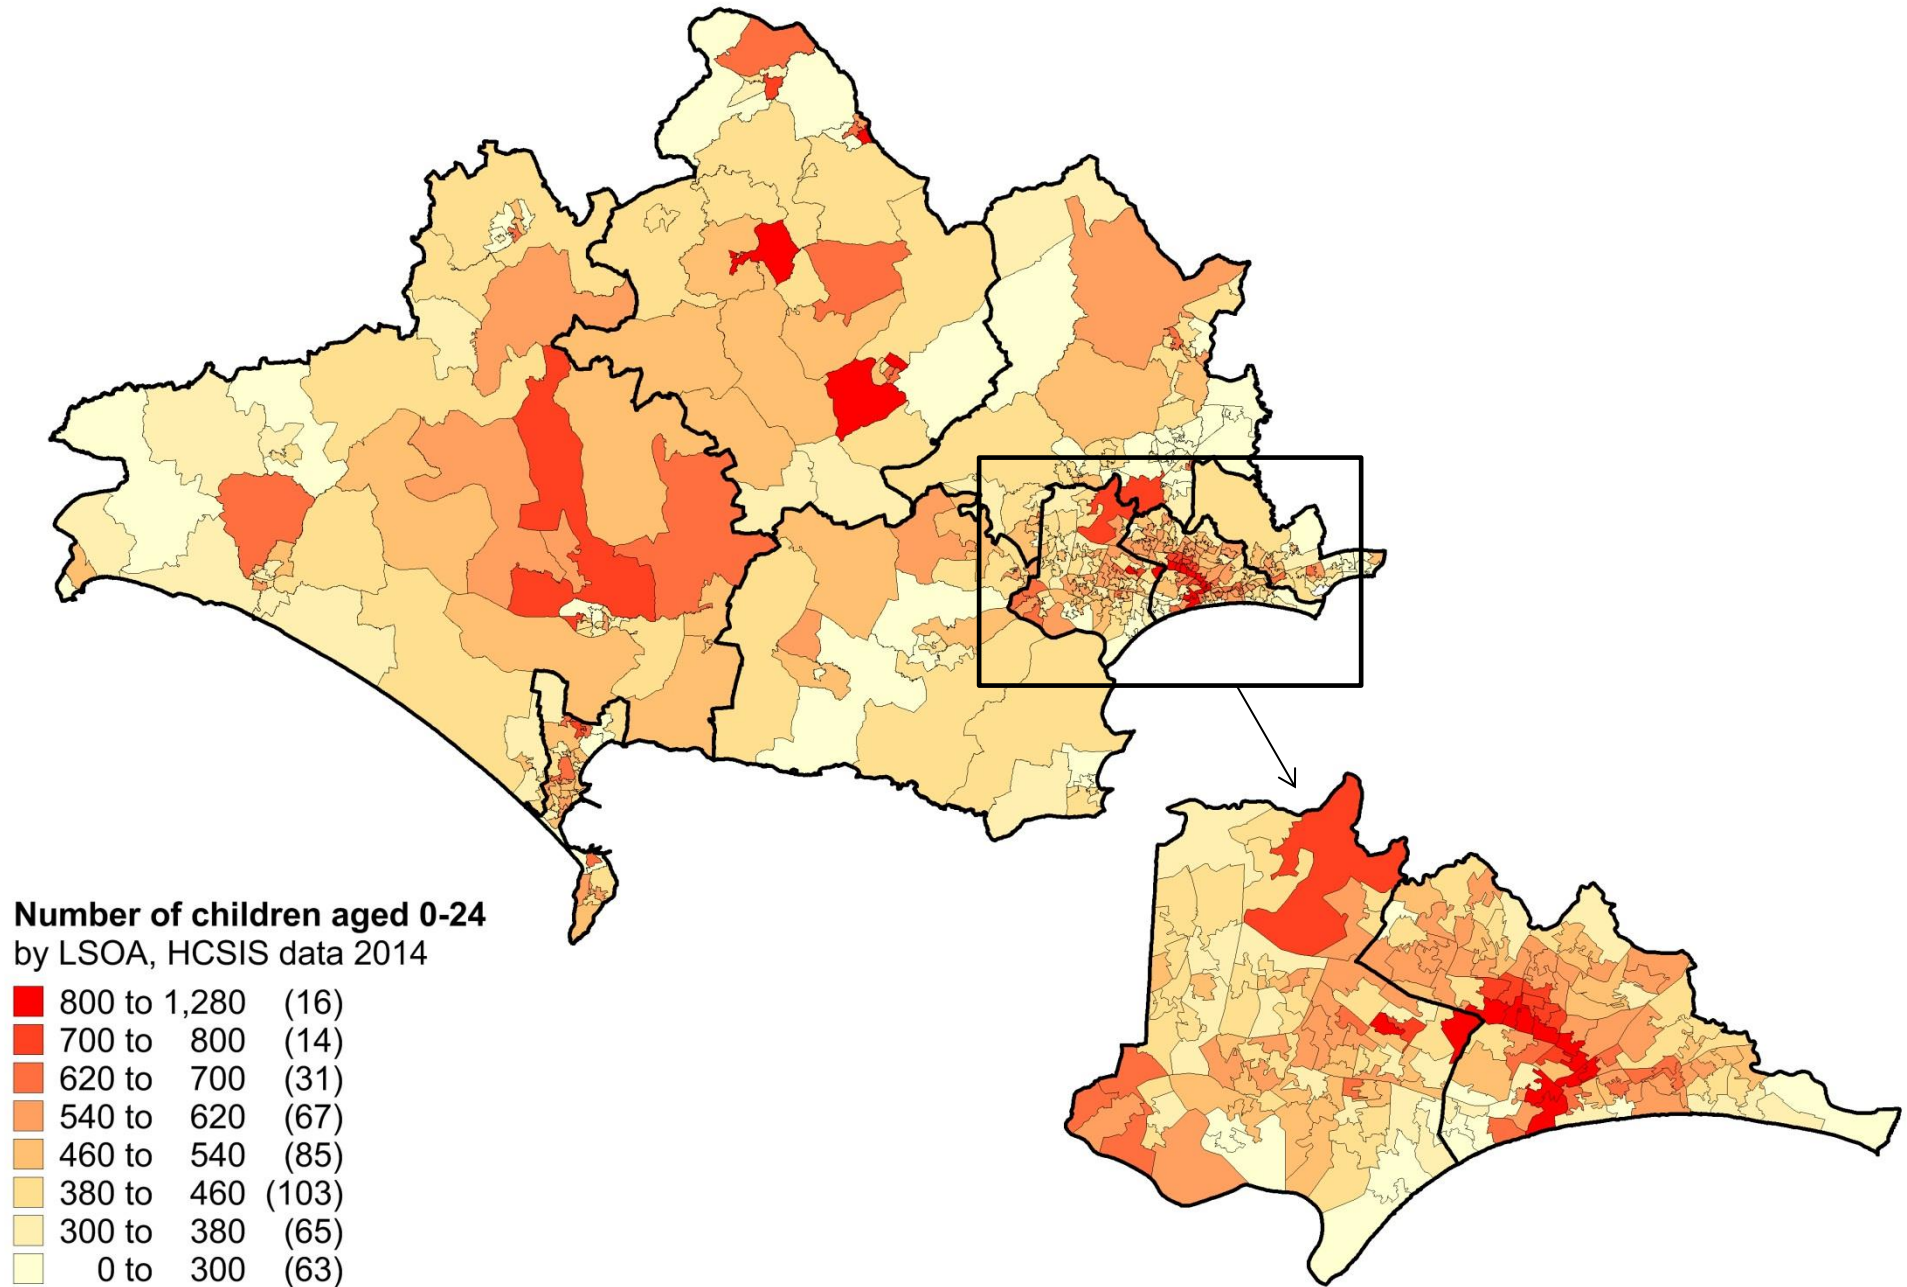 Number of children aged 0-24
by LSOA, HCSIS data 2014
800 to 1,280 (16)
700 to 800 (14)
620 to 700 (31)
540 to 620 (67)
460 to 540 (85)
380 to 460 (103)
300 to 380 (65)
0 to 300 (63)